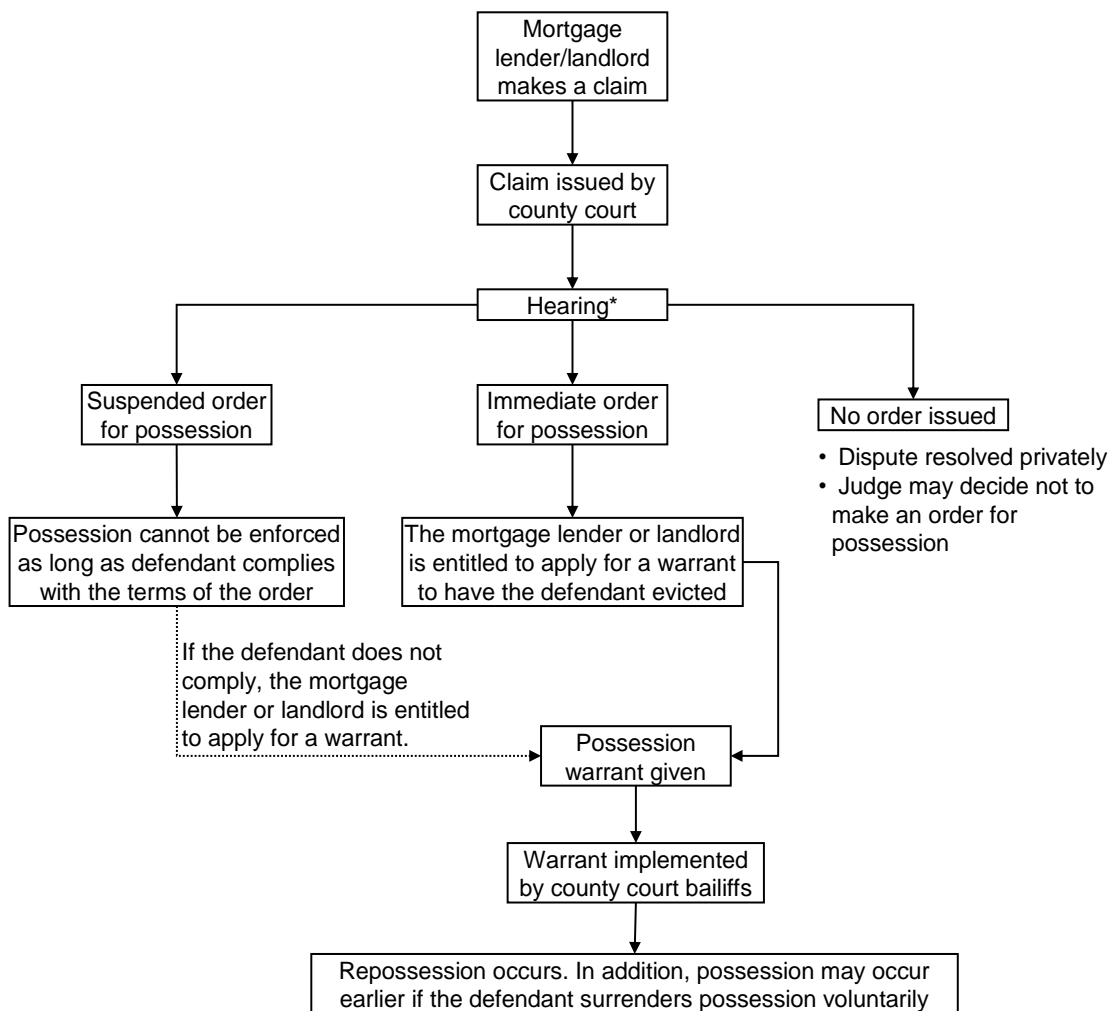 Mortgage
lender/landlord
makes a claim
Claim issued by
county court
Hearing*
Suspended order
for possession
Immediate order
for possession
No order issued
• Dispute resolved privately
• Judge may decide not to
make an order for
possession
Possession cannot be enforced
as long as defendant complies
with the terms of the order
The mortgage lender or landlord
is entitled to apply for a warrant
to have the defendant evicted
If the defendant does not
comply, the mortgage
lender or landlord is entitled
to apply for a warrant.
Possession
warrant given
Warrant implemented
by county court bailiffs
Repossession occurs. In addition, possession may occur
earlier if the defendant surrenders possession voluntarily